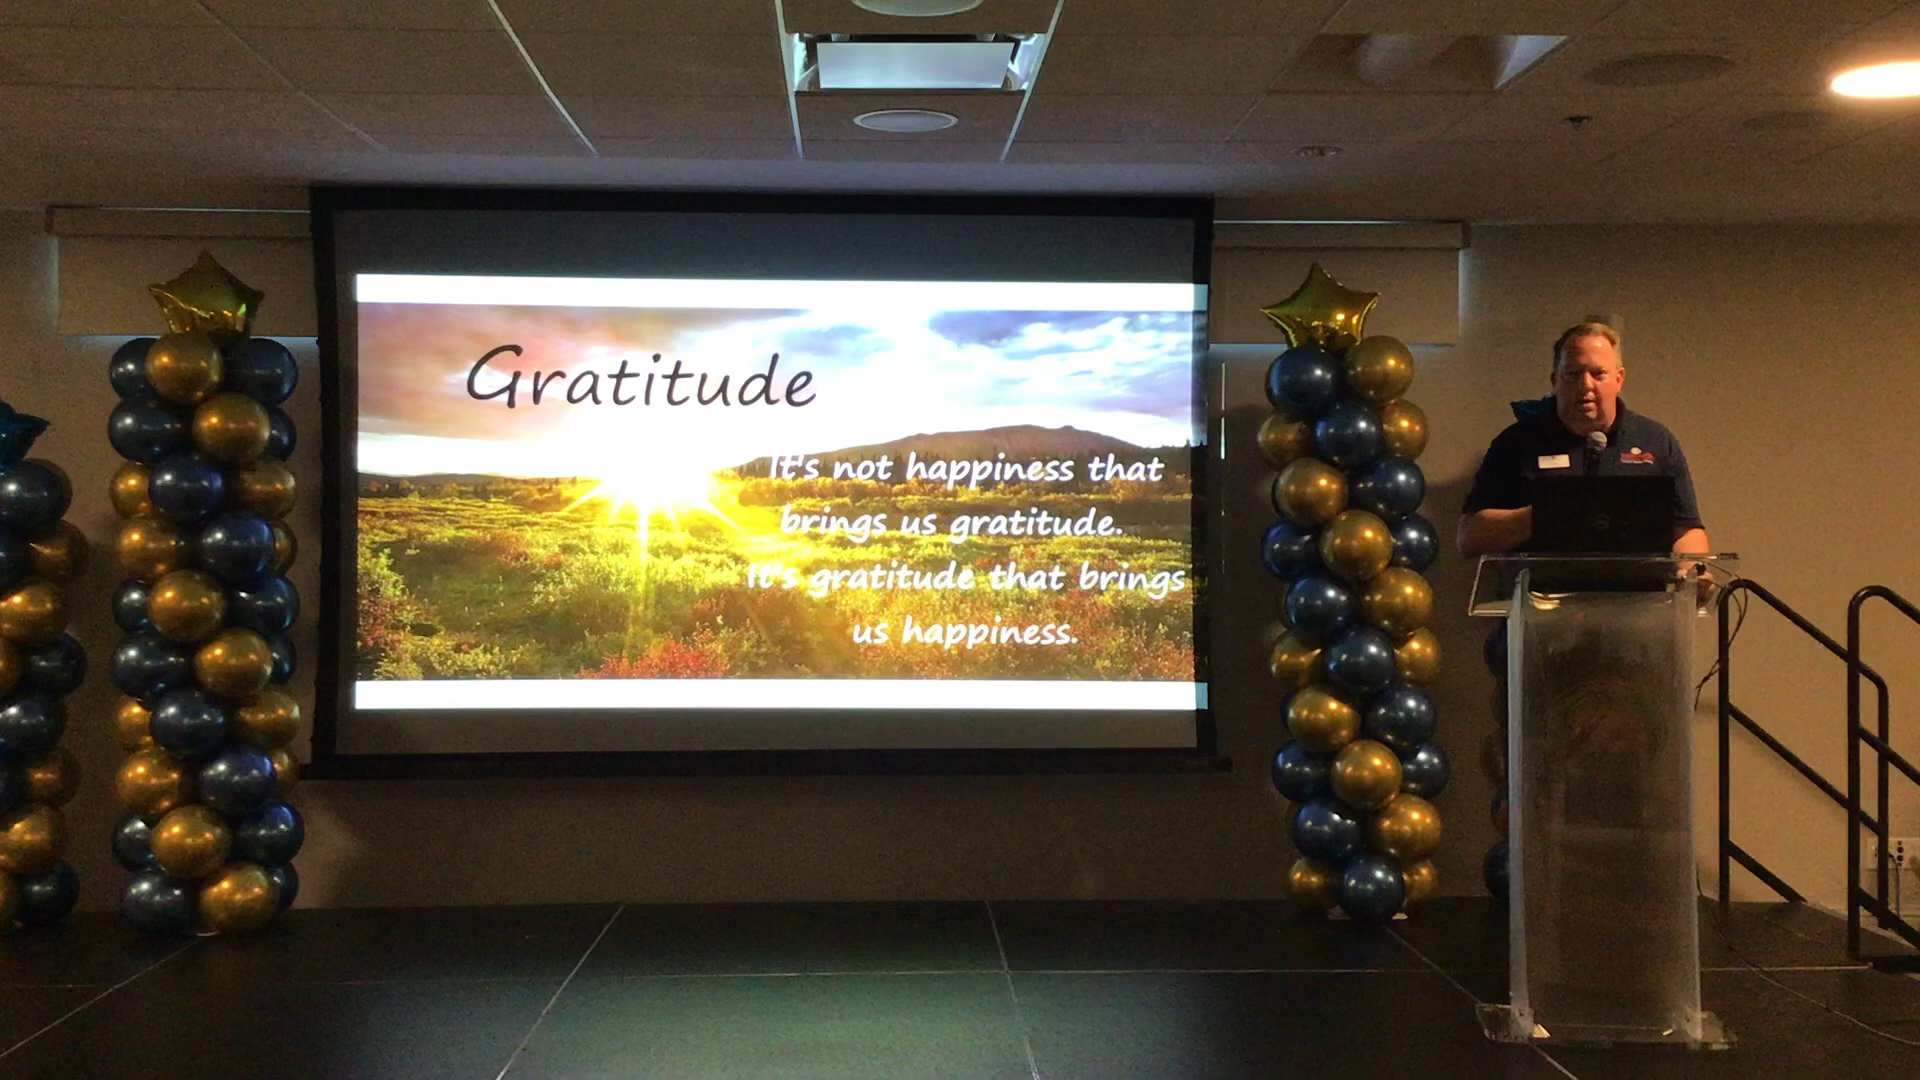 Gratitude
It's not happiness that
brings us gratitude.
It's gratitude that brings
us happiness.